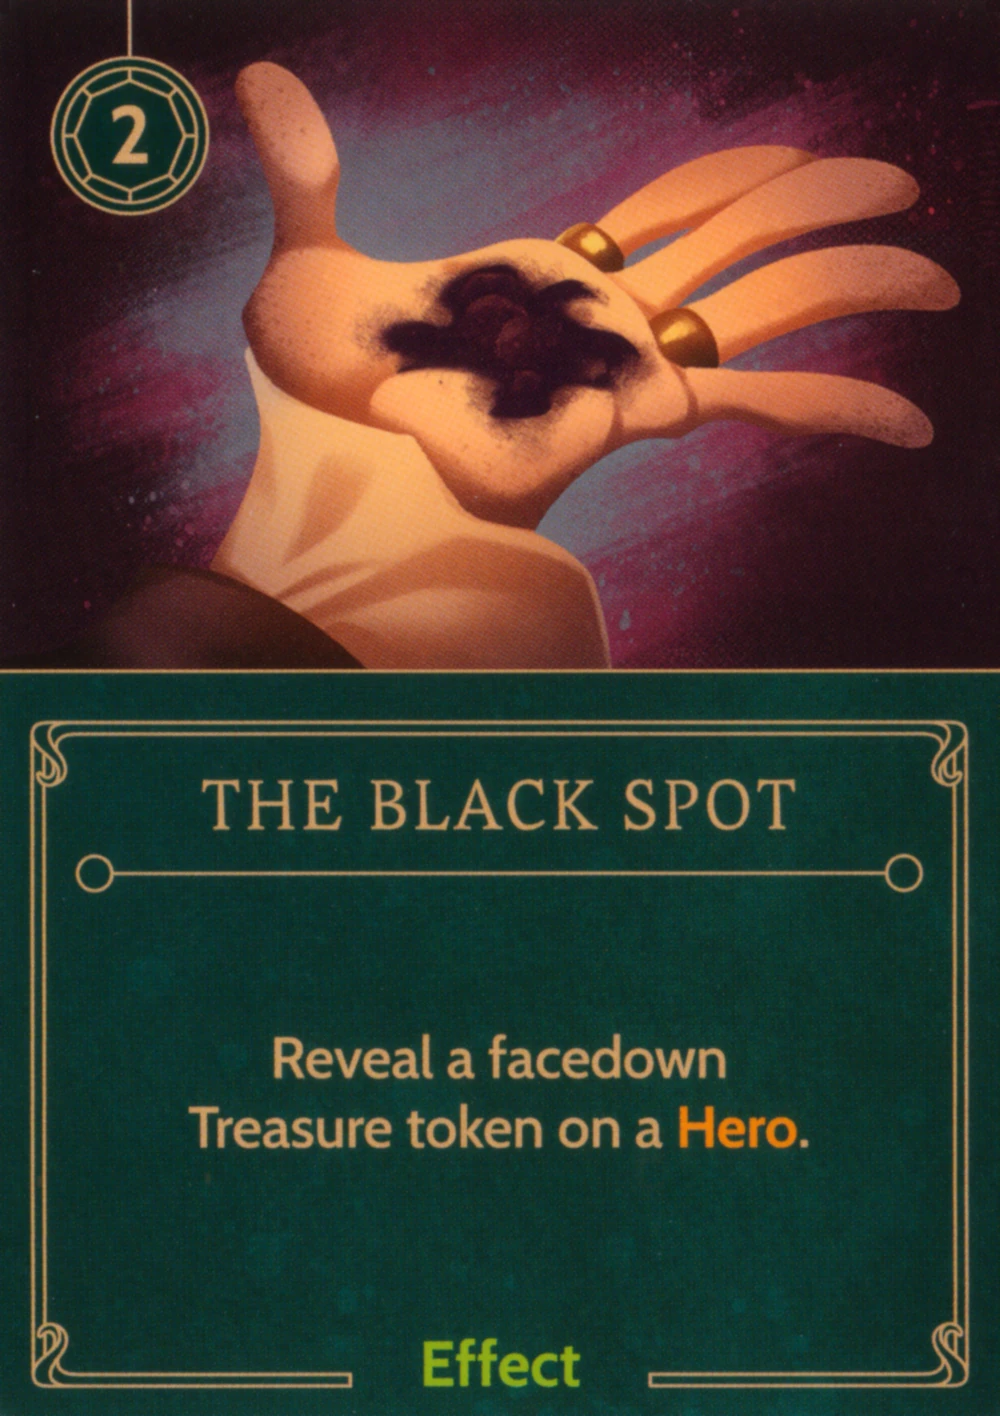 2
THE BLACK SPOT
Reveal a facedown
Treasure token on a Hero.
Effect